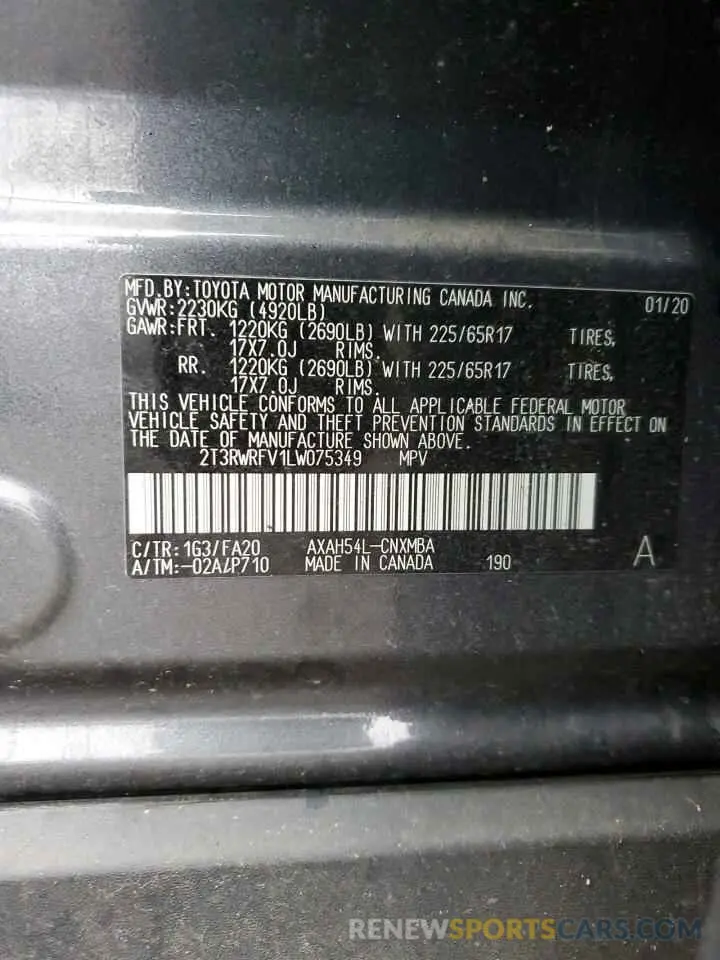 MFD.BY:TOYOTA MOTOR MANUFACTURING CANADA INC. 01/20
GVWR:2230KG (4920LB)
GAWR:FRT. 1220KG (2690LB) WITH 225/65R17 TIRES,
17X7.0J RIMS.
RR. 1220KG (2690LB) WITH 225/65R17 TIRES,
17X7.0J RIMS.
THIS VEHICLE CONFORMS TO ALL APPLICABLE FEDERAL MOTOR
VEHICLE SAFETY AND THEFT PREVENTION STANDARDS IN EFFECT ON
THE DATE OF MANUFACTURE SHOWN ABOVE.
2T3RWRFV1LW075349 MPV
C/TR:1G3/FA20 AXAH54L-CNXMBA A
A/TM:-02A/P710 MADE IN CANADA 190
RENEWSPORTSCARS.COM